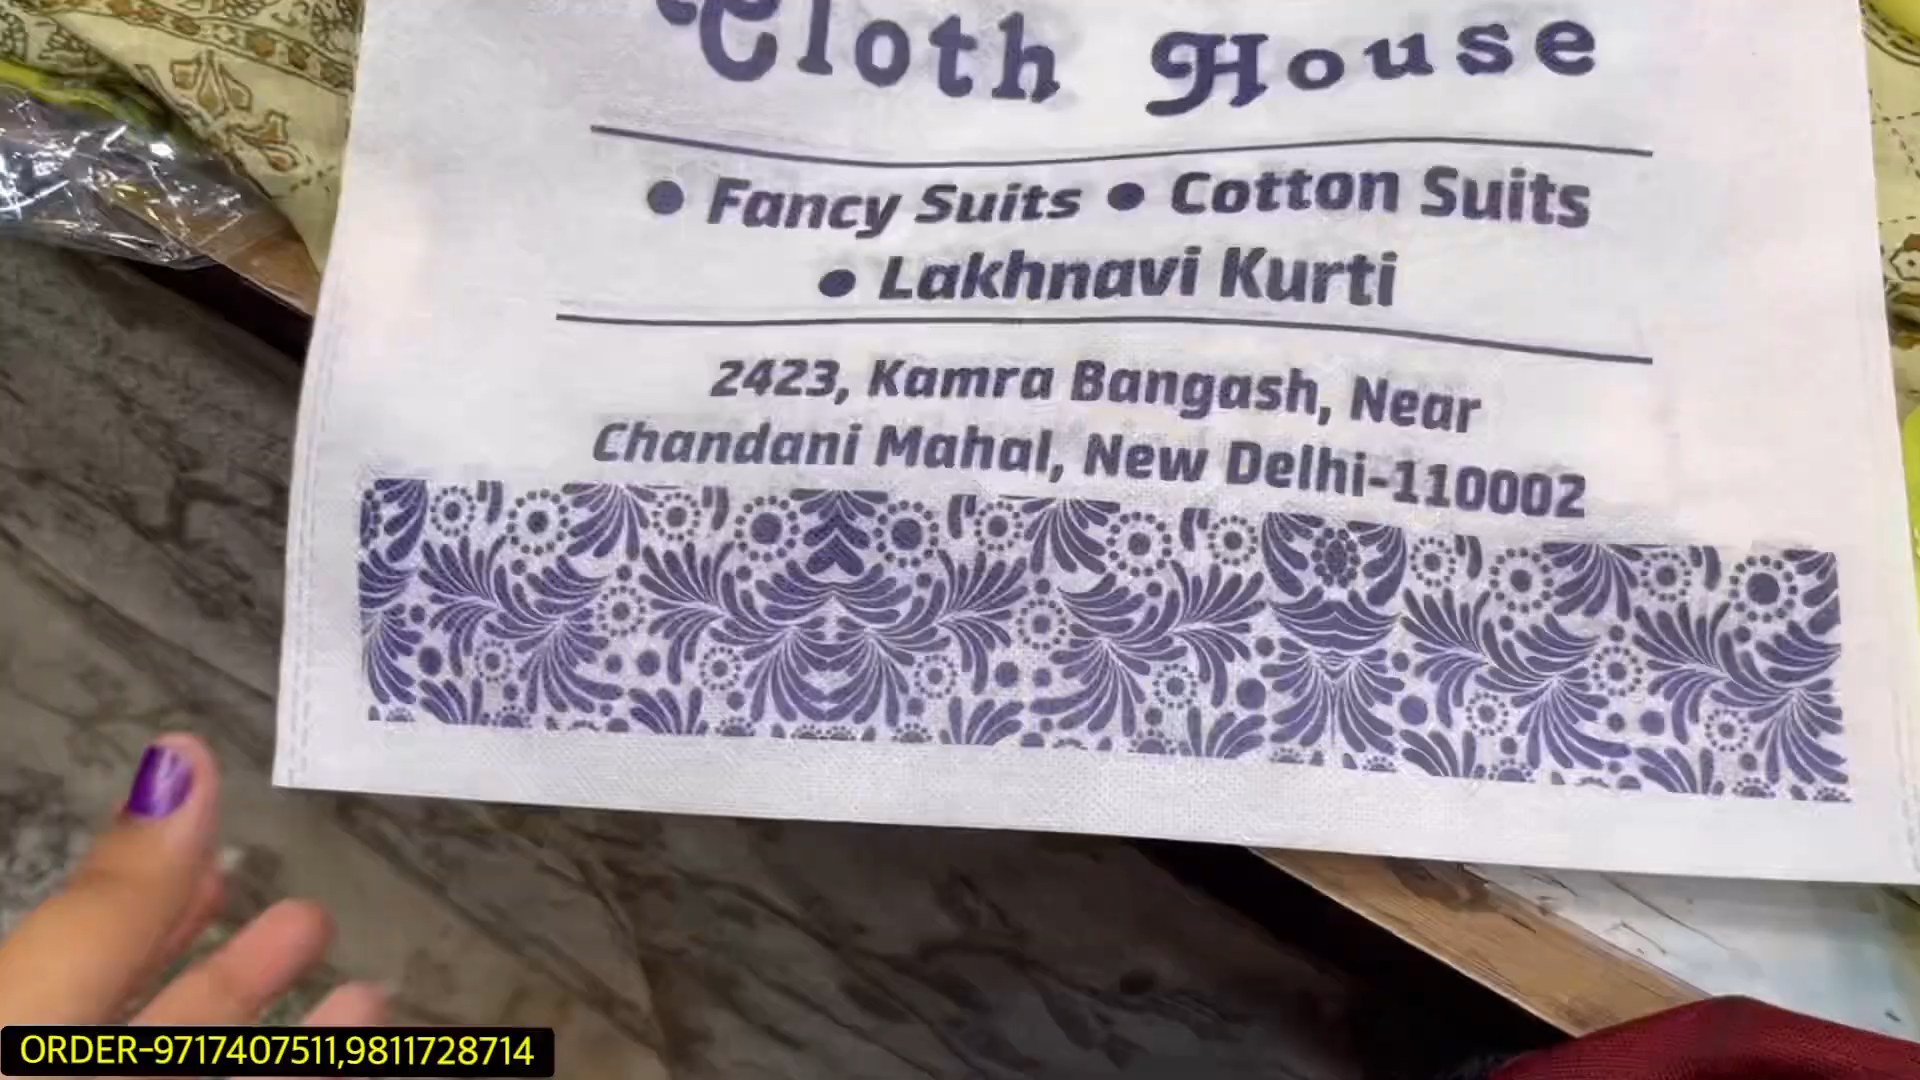 Cloth House
• Fancy Suits • Cotton Suits
• Lakhnavi Kurti
2423, Kamra Bangash, Near
Chandani Mahal, New Delhi-110002
ORDER-9717407511,9811728714